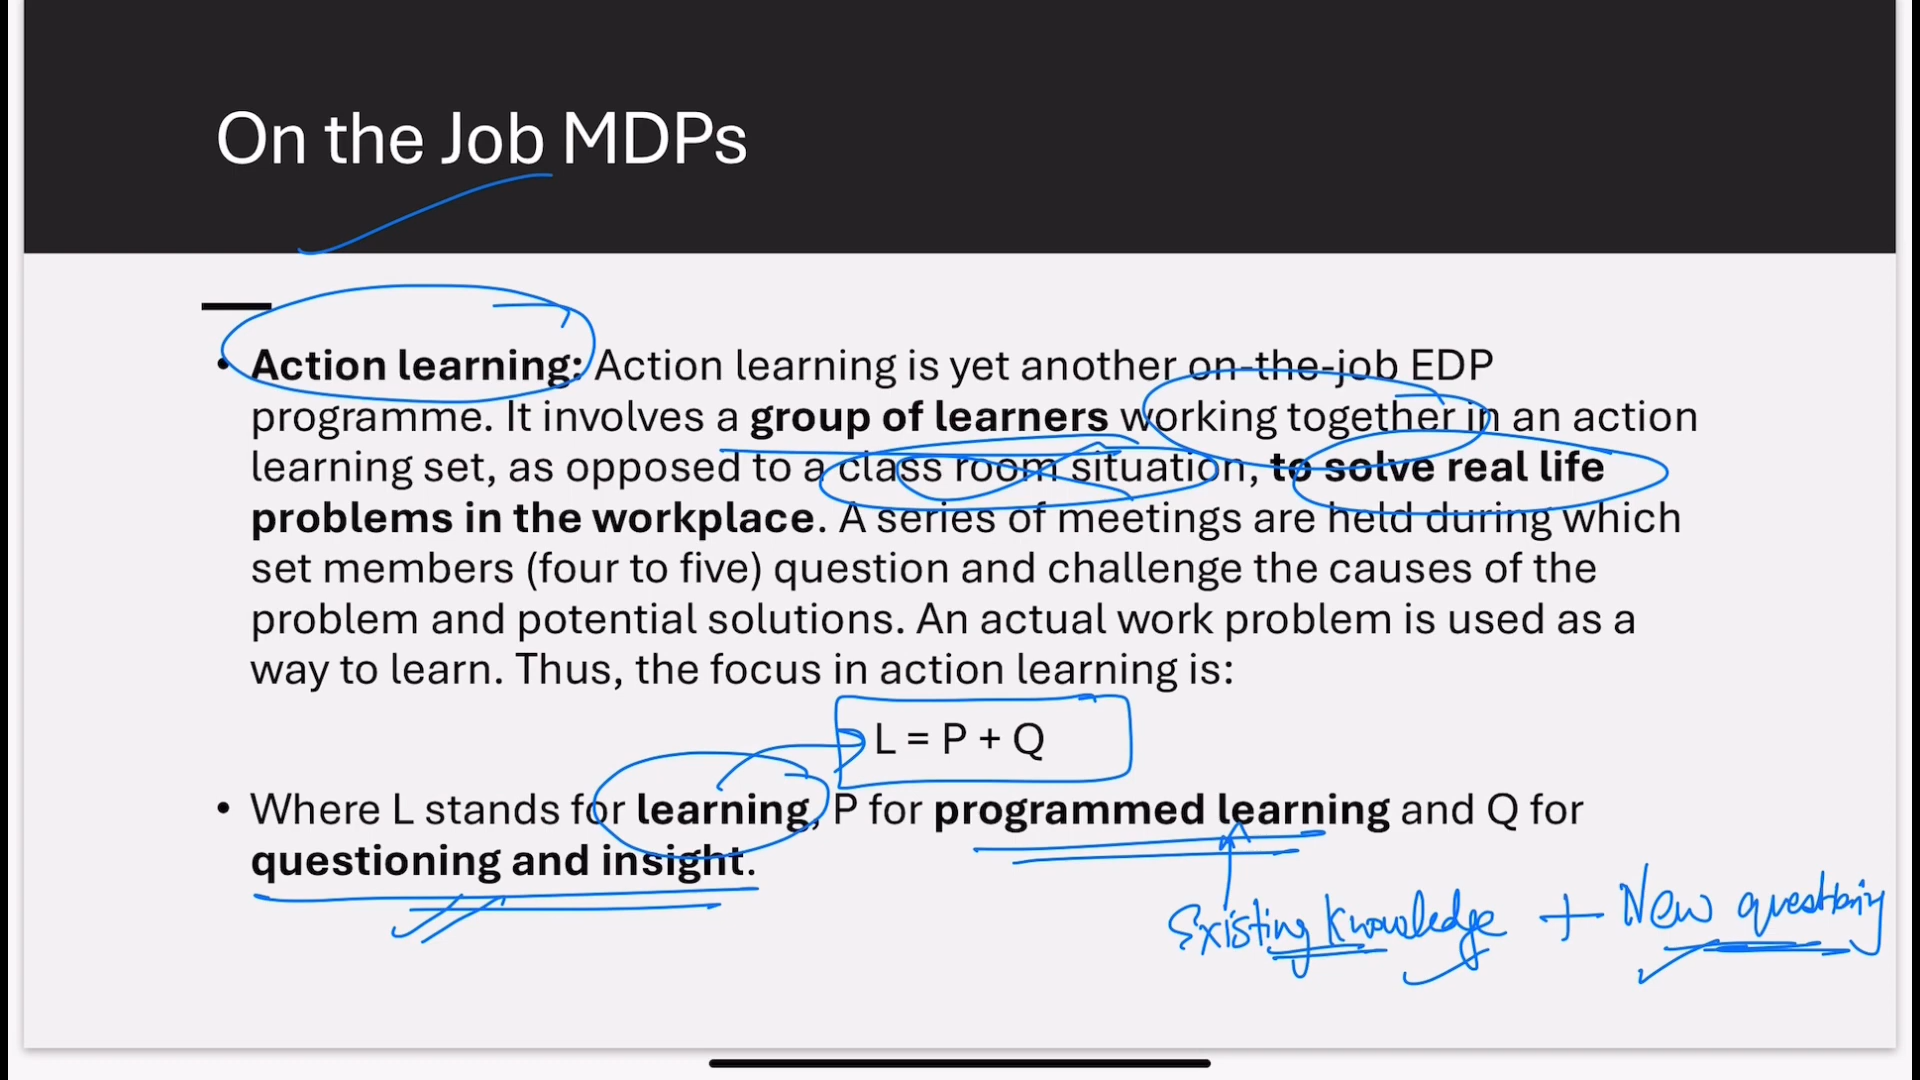 On the Job MDPs
• Action learning: Action learning is yet another on-the-job EDP
programme. It involves a group of learners working together in an action
learning set, as opposed to a class room situation, to solve real life
problems in the workplace. A series of meetings are held during which
set members (four to five) question and challenge the causes of the
problem and potential solutions. An actual work problem is used as a
way to learn. Thus, the focus in action learning is:
L = P + Q
• Where L stands for learning, P for programmed learning and Q for
questioning and insight.
Existing Knowledge + New questioning